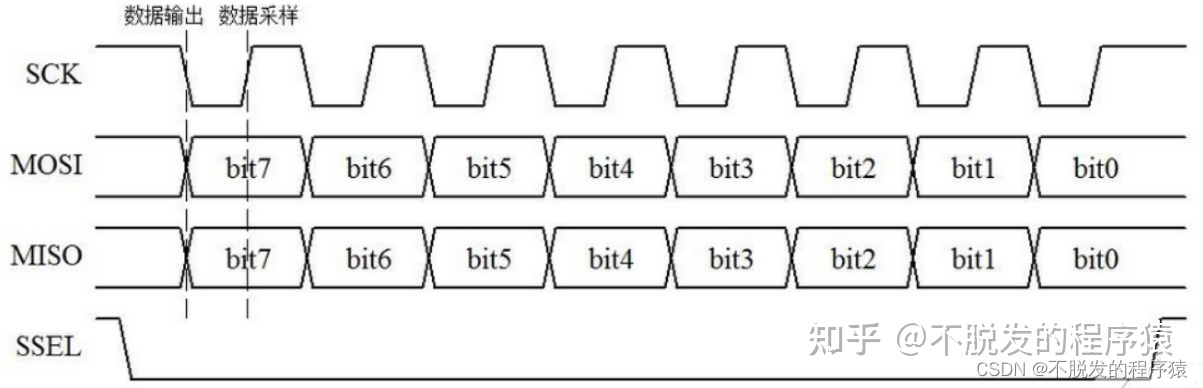 数据输出 数据采样
SCK
MOSI bit7 bit6 bit5 bit4 bit3 bit2 bit1 bit0
MISO bit7 bit6 bit5 bit4 bit3 bit2 bit1 bit0
SSEL
知乎 @不脱发的程序猿
CSDN @不脱发的程序猿